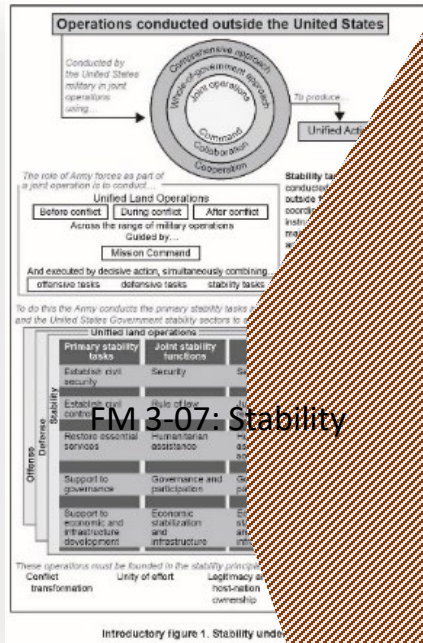 Operations conducted outside the United States
Conducted by
the United States
military in joint
operations
using…
Comprehensive approach
Whole-of-government approach
Joint operations
Command
Collaboration
Cooperation
To produce…
Unified
The role of Army forces as part of
a joint operation is to conduct…
Unified Land Operations
Before conflict During conflict After conflict
Across the range of military operations
Guided by…
Mission Command
And executed by decisive action, simultaneously combining…
offensive tasks defensive tasks stability tasks
Stability
conducted
outside
To do this the Army conducts the primary stability tasks
and the United States Government stability sectors to
Unified land operations
Offense
Defense
Stability
Primary stability tasks
Joint stability functions
Establish civil security
Security
Establish civil control
Rule of law
FM 3-07: Stability
Restore essential services
Humanitarian assistance
Support to governance
Governance and participation
Support to economic and infrastructure development
Economic stabilization and infrastructure
These operations must be founded in the stability
Conflict transformation
Unity of effort
Legitimacy
host-nation ownership
Introductory figure 1. Stability